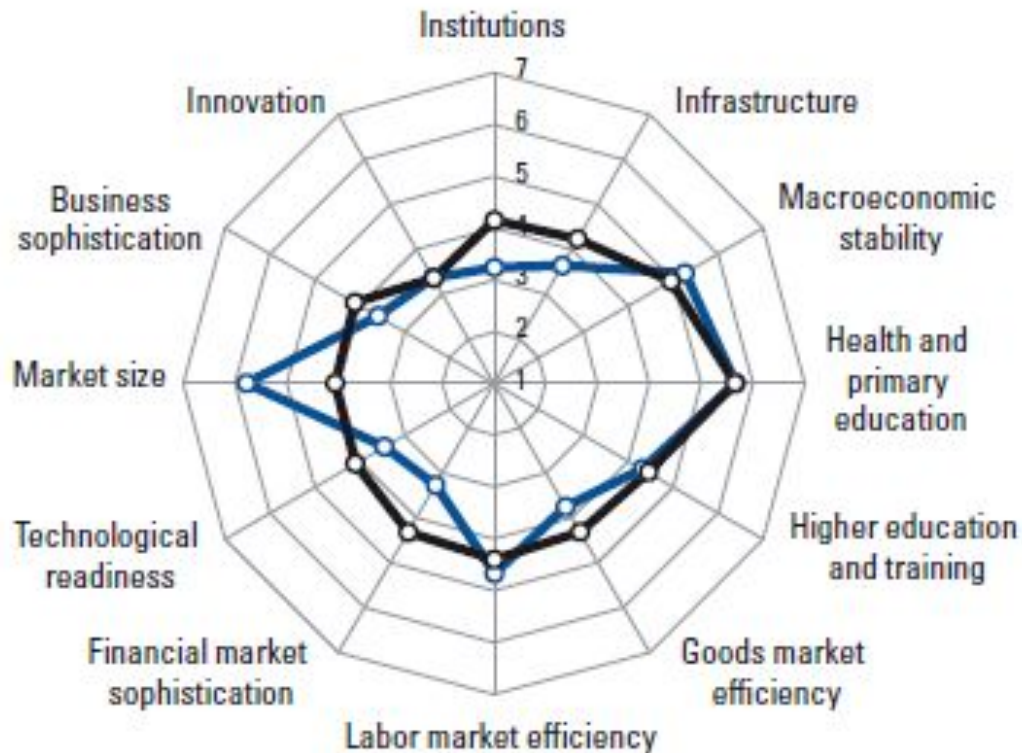 Institutions
7
6
5
4
3
2
1
Infrastructure
Macroeconomic
stability
Health and
primary
education
Higher education
and training
Goods market
efficiency
Labor market efficiency
Financial market
sophistication
Technological
readiness
Market size
Business
sophistication
Innovation